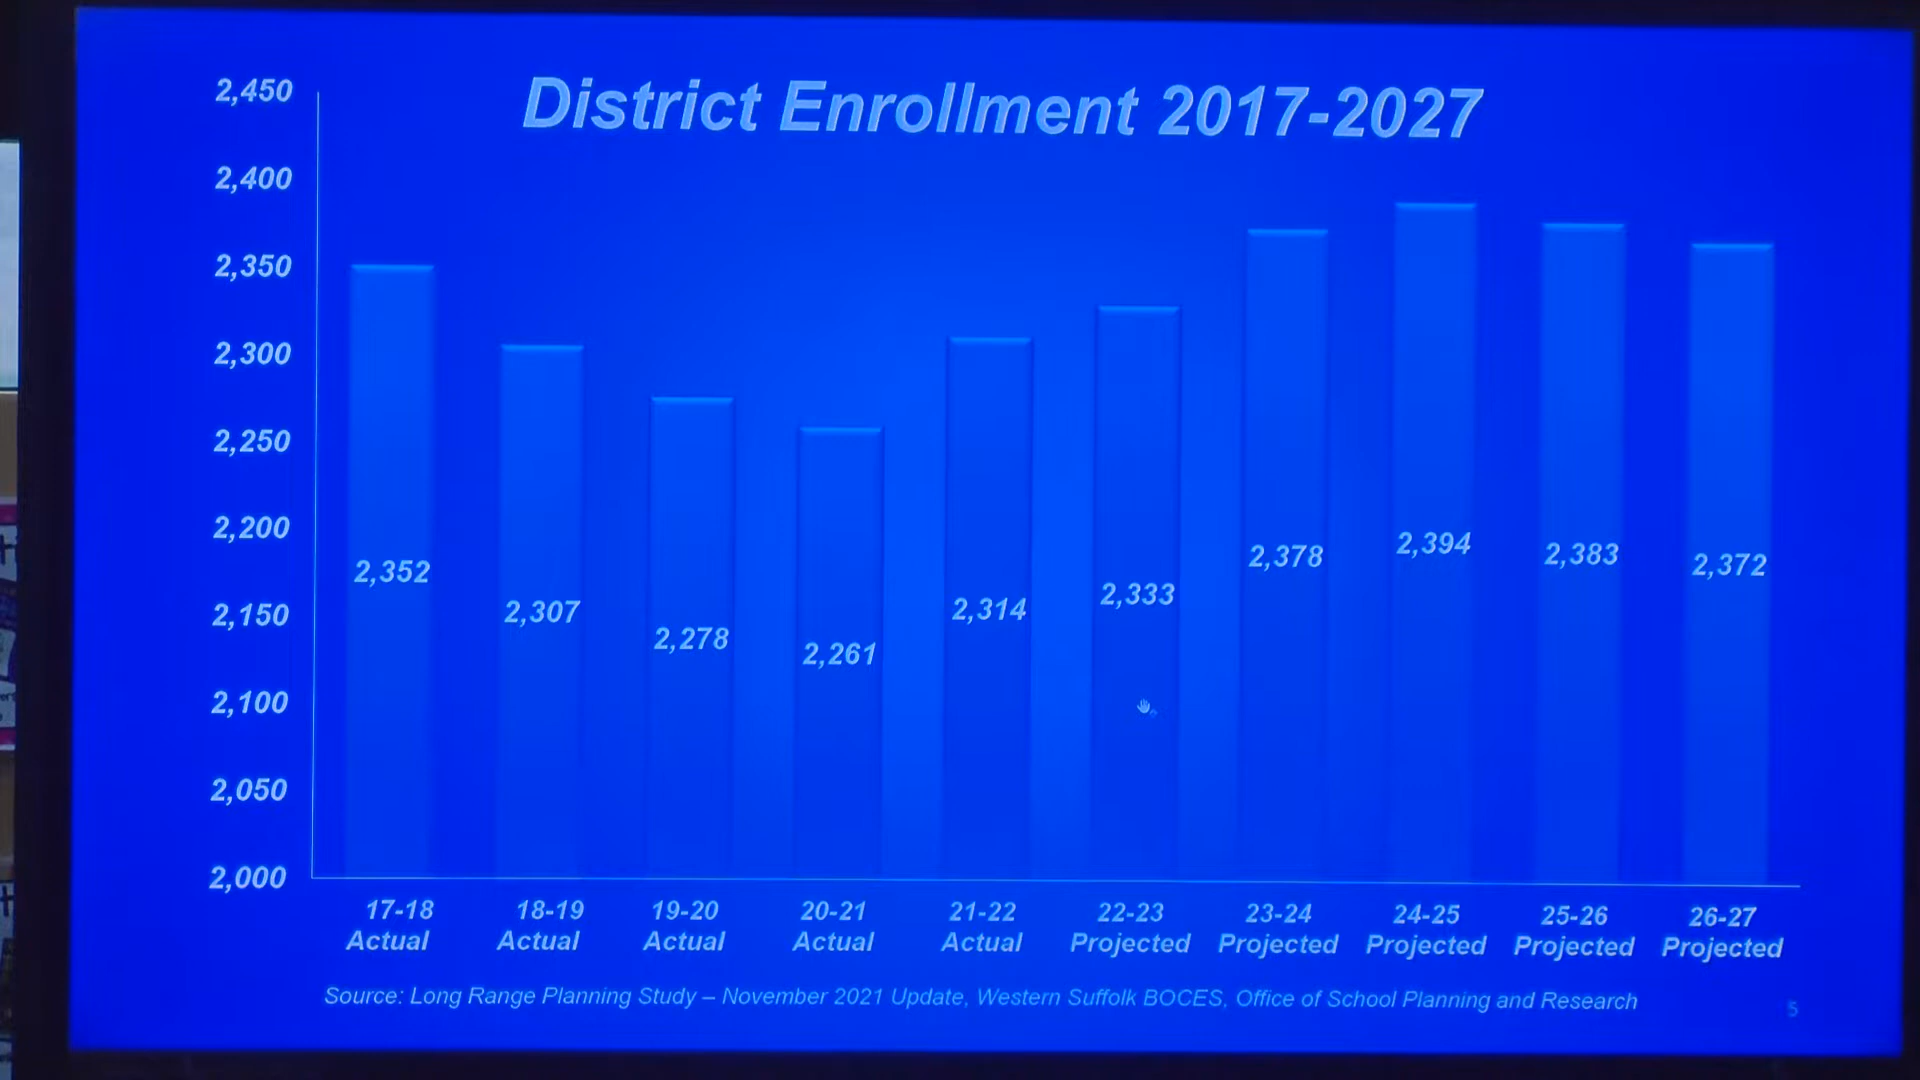 District Enrollment 2017-2027
2,450
2,400
2,350
2,300
2,250
2,200
2,150
2,100
2,050
2,000
2,352
2,307
2,278
2,261
2,314
2,333
2,378
2,394
2,383
2,372
17-18 Actual
18-19 Actual
19-20 Actual
20-21 Actual
21-22 Actual
22-23 Projected
23-24 Projected
24-25 Projected
25-26 Projected
26-27 Projected
Source: Long Range Planning Study – November 2021 Update, Western Suffolk BOCES, Office of School Planning and Research
5